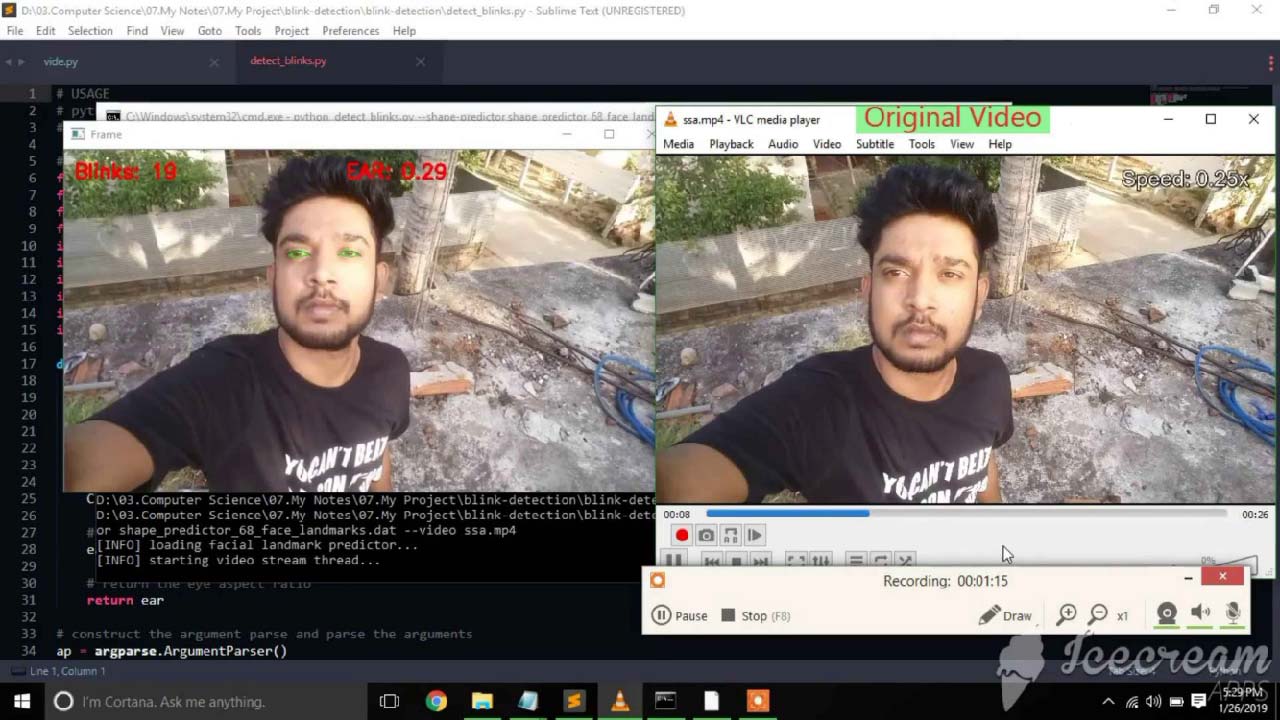 D:\03.Computer Science\07.My Notes\07.My Project\blink-detection\blink-detection\detect_blinks.py - Sublime Text (UNREGISTERED)
File Edit Selection Find View Goto Tools Project Preferences Help
vide.py detect_blinks.py
1 # USAGE
2 # pyt
3 #
C:\Windows\system32\cmd.exe - python detect_blinks.py --shape-predictor shape_predictor_68_face_landm
Frame
Blinks: 19 EAR: 0.29
YOU CAN'T BEAT
ssa.mp4 - VLC media player
Original Video
Media Playback Audio Video Subtitle Tools View Help
Speed: 0.25x
YOU CAN'T BEAT
00:08 00:26
0%
4
5 #
6 f
7 f
8 f
9 f
10 i
11 i
12 i
13 i
14 i
15 i
16
17 d
18
19
20
21
22
23
24
25
26
27 #
28 e
29
D:\03.Computer Science\07.My Notes\07.My Project\blink-detection\blink-dete
D:\03.Computer Science\07.My Notes\07.My Project\blink-detection\blink-dete
or shape_predictor_68_face_landmarks.dat --video ssa.mp4
[INFO] loading facial landmark predictor...
[INFO] starting video stream thread...
30 # return the eye aspect ratio
31 return ear
32
33 # construct the argument parse and parse the arguments
34 ap = argparse.ArgumentParser()
Recording: 00:01:15
Pause Stop (F8) Draw x1
Icecream
APPS
Line 1, Column 1
I'm Cortana. Ask me anything.
5:29 PM
1/26/2019